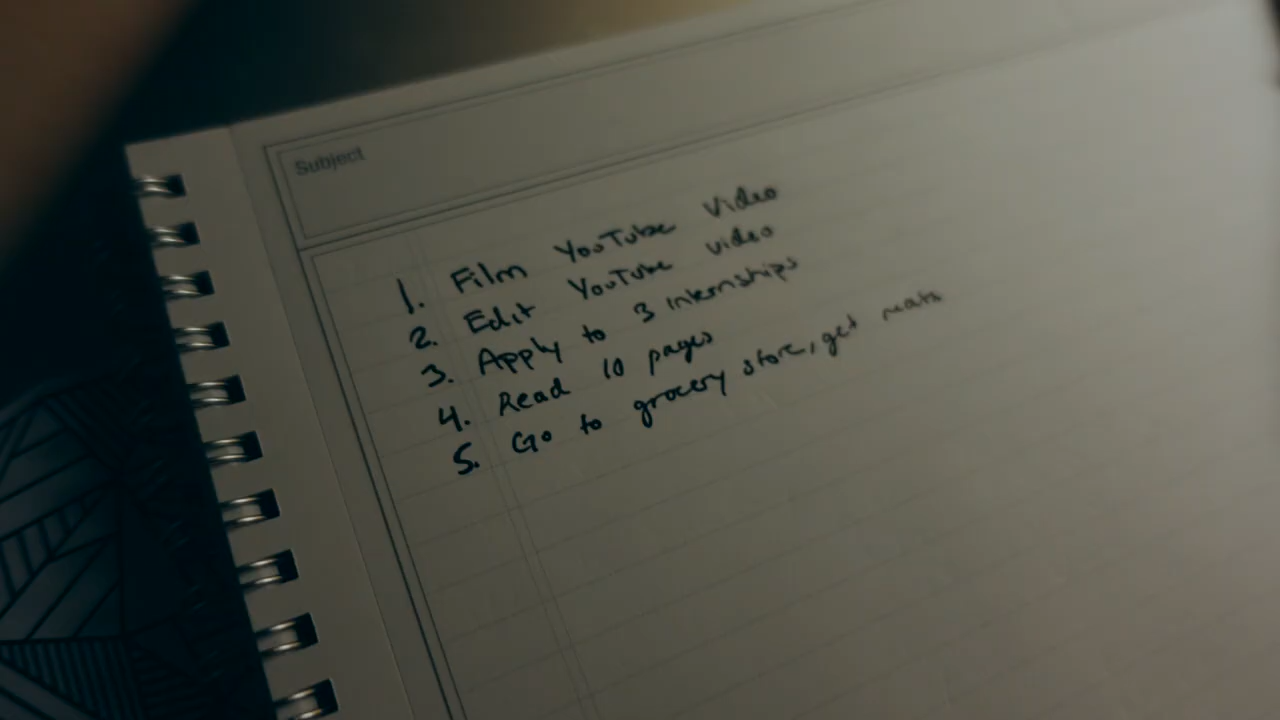 Subject
1. Film YouTube Video
2. Edit YouTube video
3. Apply to 3 internships
4. Read 10 pages
5. Go to grocery store, get